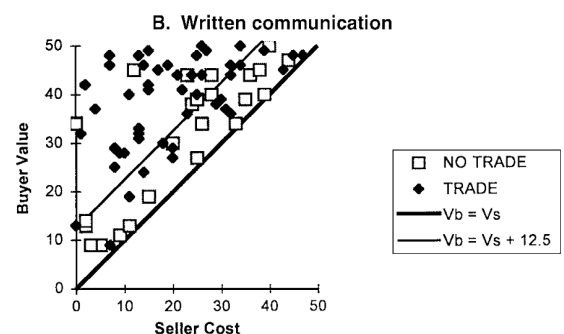 B. Written communication
50
40
30
20
10
0
0 10 20 30 40 50
Buyer Value
Seller Cost
NO TRADE
TRADE
Vb = Vs
Vb = Vs + 12.5